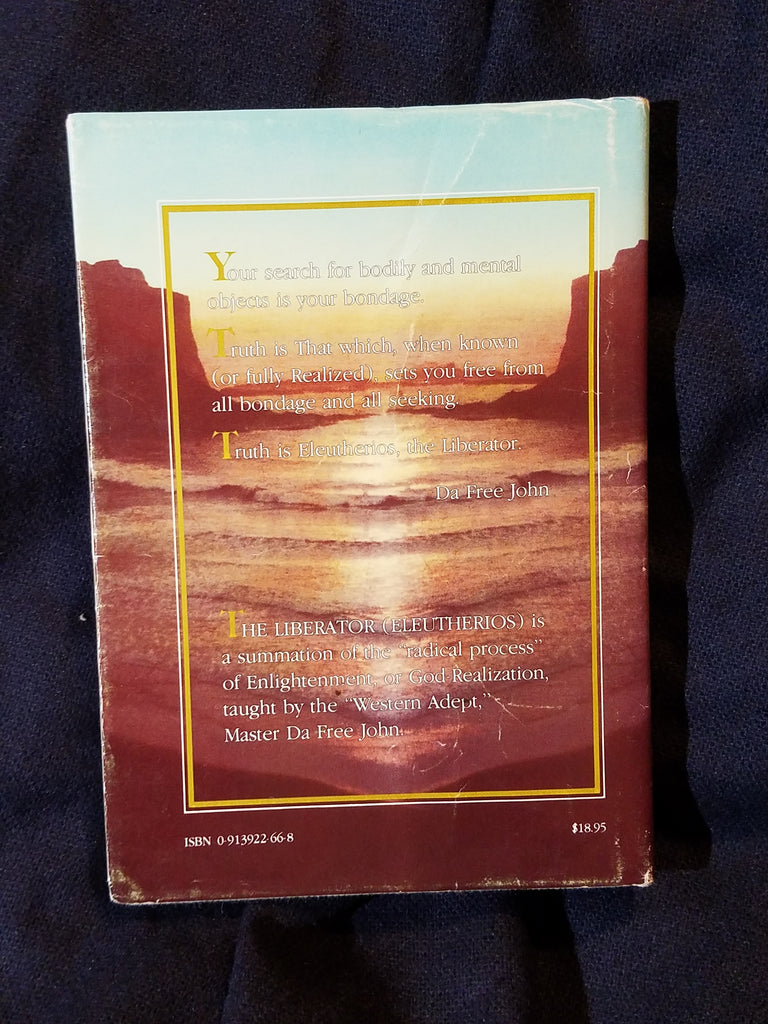 Your search for bodily and mental
objects is your bondage.
Truth is That which, when known
(or fully Realized), sets you free from
all bondage and all seeking.
Truth is Eleutherios, the Liberator.
Da Free John
THE LIBERATOR (ELEUTHERIOS) is
a summation of the "radical process"
of Enlightenment, or God Realization,
taught by the "Western Adept,"
Master Da Free John.
ISBN 0-913922-66-8
$18.95